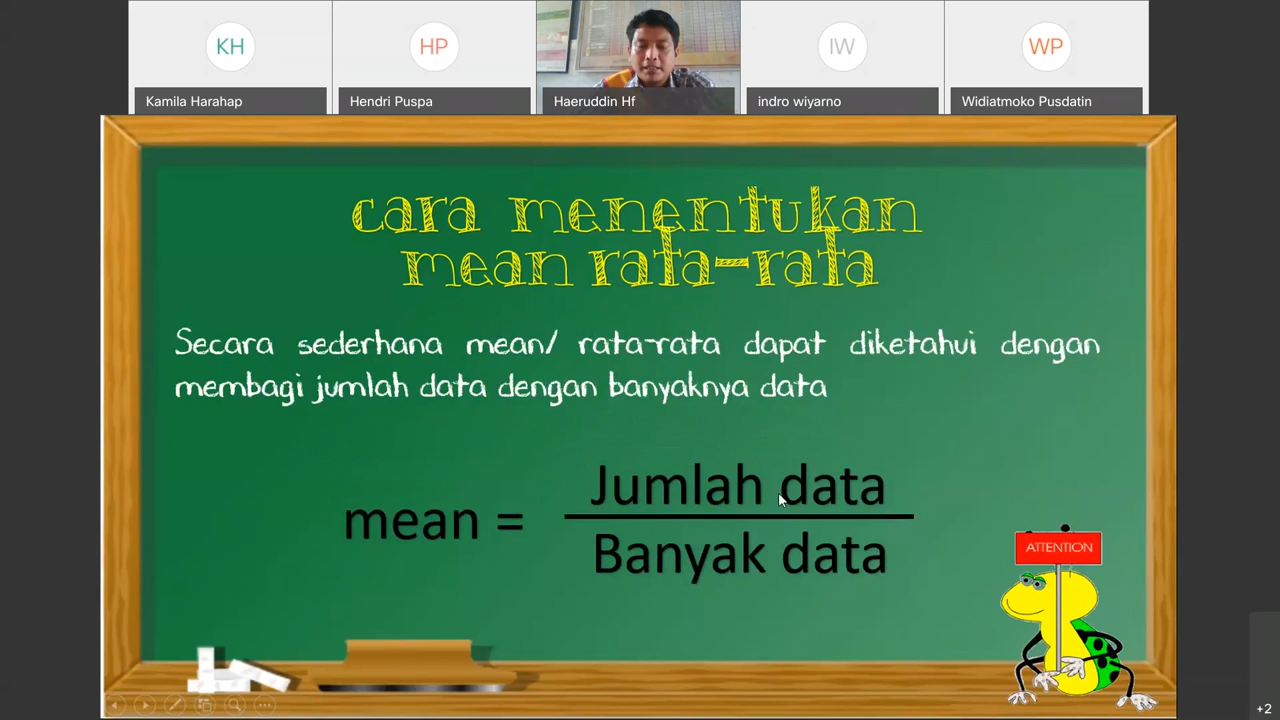 KH
HP
IW
WP
Kamila Harahap
Hendri Puspa
Haeruddin Hf
indro wiyarno
Widiatmoko Pusdatin
cara menentukan
mean rata-rata
Secara sederhana mean/ rata-rata dapat diketahui dengan
membagi jumlah data dengan banyaknya data
Jumlah data
mean =
Banyak data
ATTENTION
+2